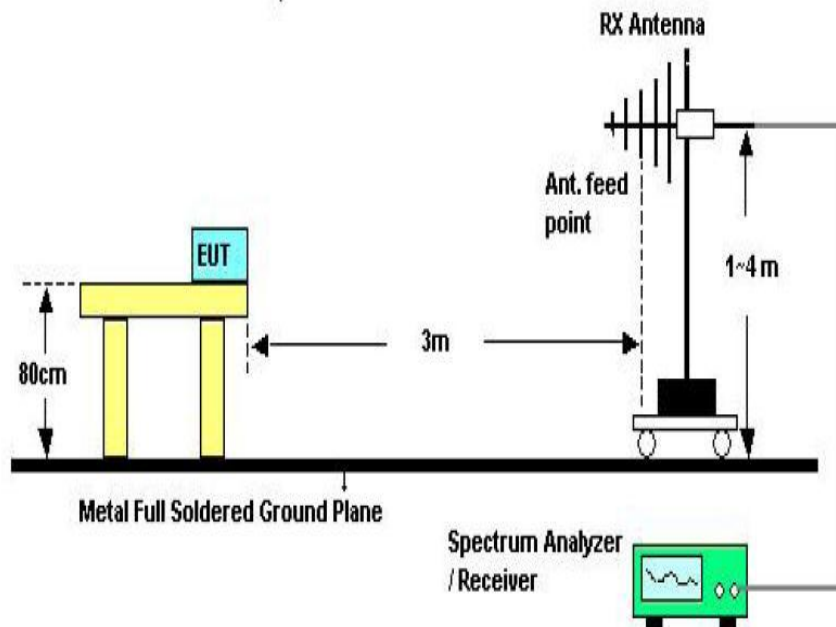 RX Antenna
Ant. feed
point
EUT
1~4 m
3m
80cm
Metal Full Soldered Ground Plane
Spectrum Analyzer
/ Receiver